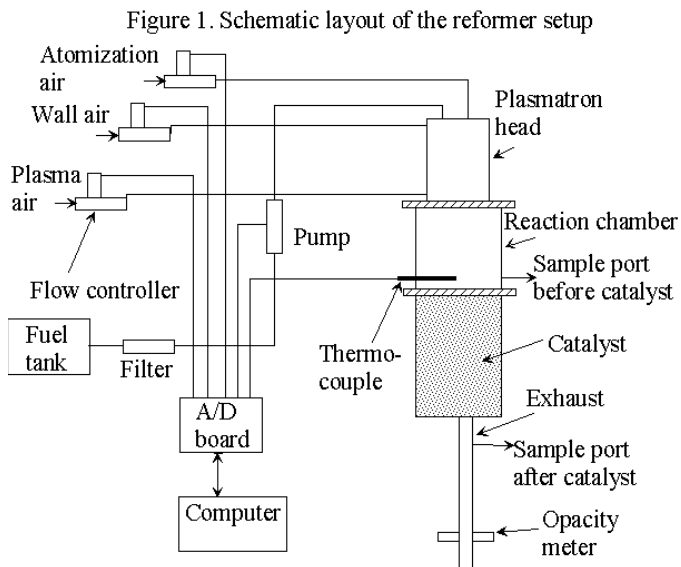 Figure 1. Schematic layout of the reformer setup
Atomization
air
Wall air
Plasma
air
Plasmatron
head
Pump
Reaction chamber
Sample port
before catalyst
Flow controller
Fuel
tank
Filter
Thermo-
couple
Catalyst
A/D
board
Exhaust
Sample port
after catalyst
Computer
Opacity
meter